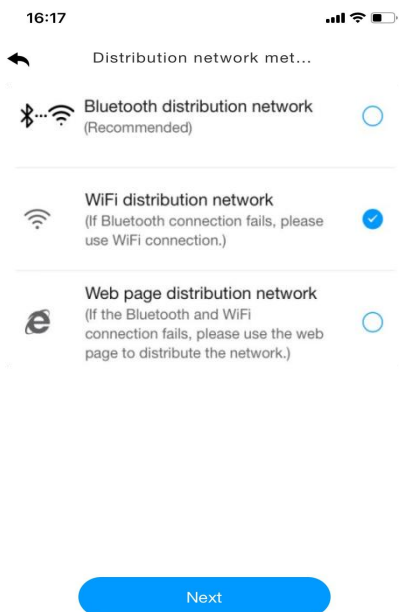 16:17
Distribution network met...
Bluetooth distribution network
(Recommended)
WiFi distribution network
(If Bluetooth connection fails, please
use WiFi connection.)
Web page distribution network
(If the Bluetooth and WiFi
connection fails, please use the web
page to distribute the network.)
Next